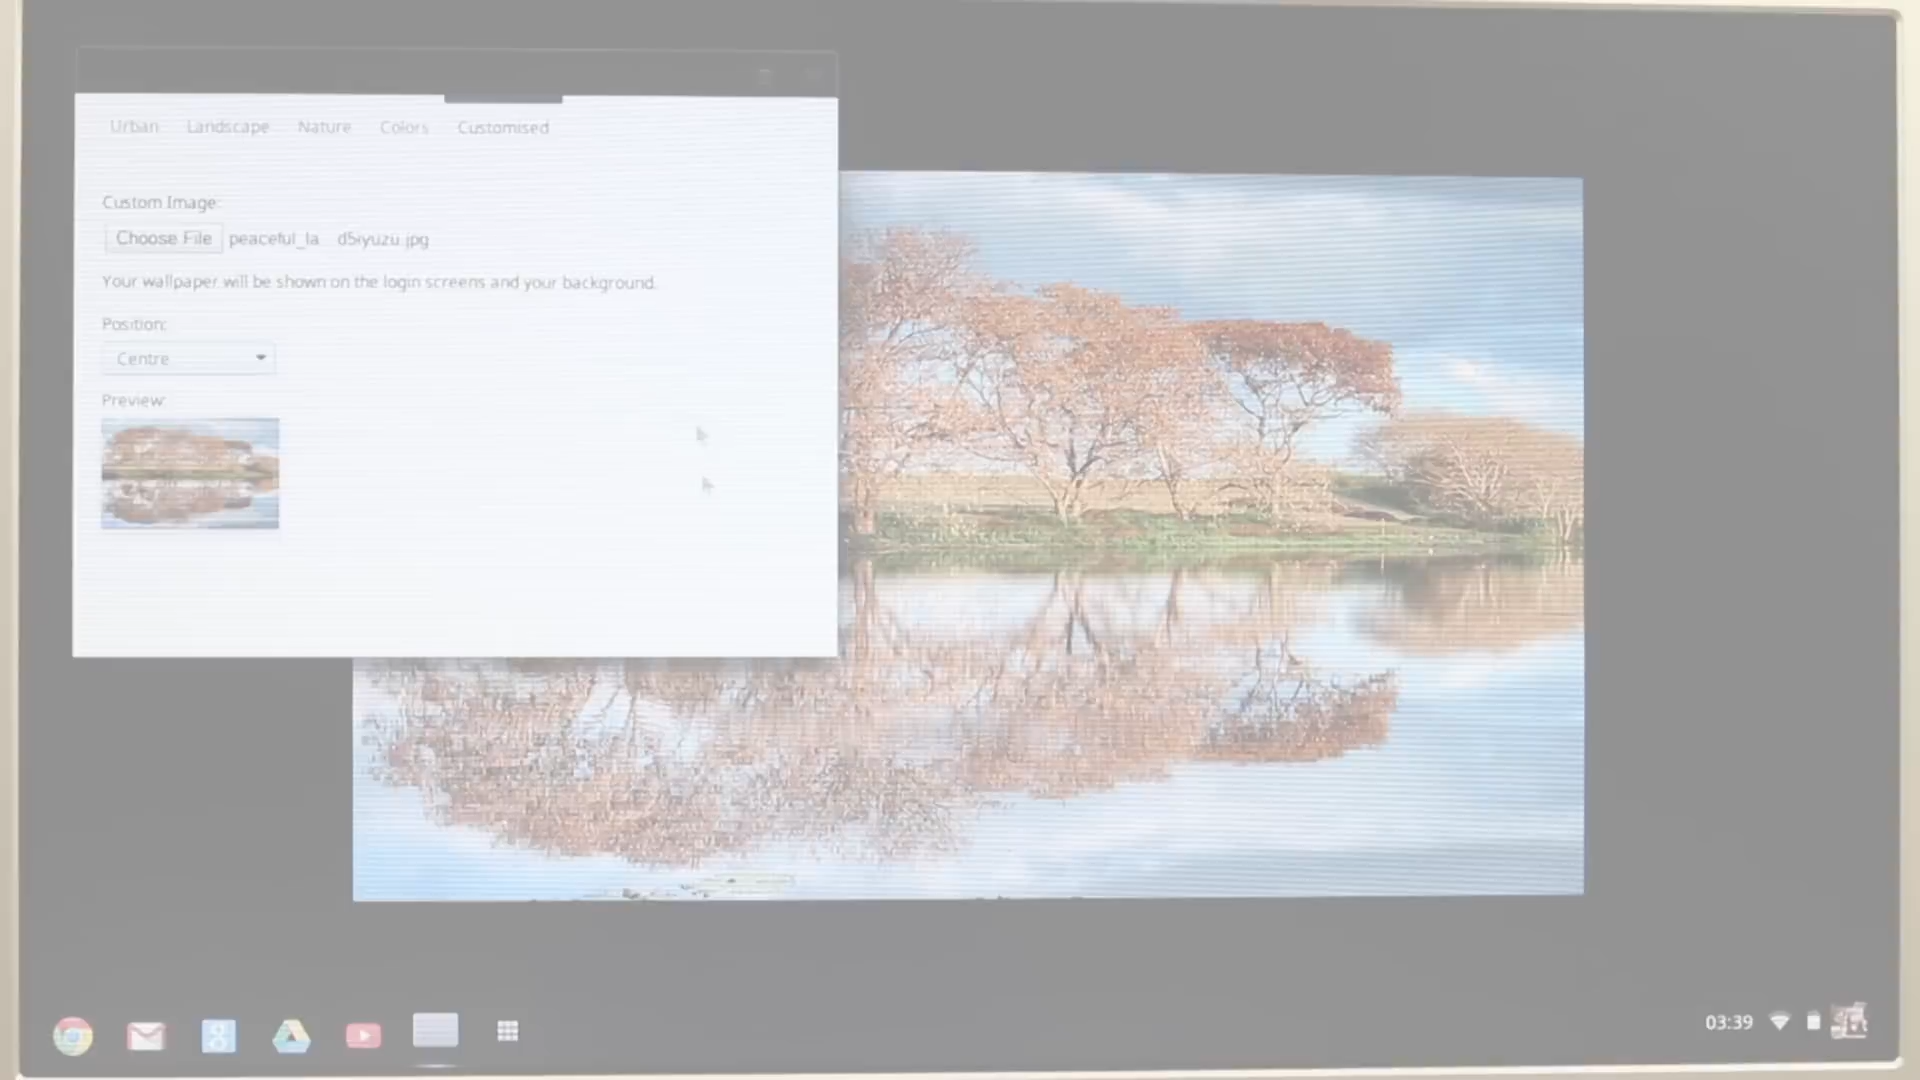 Urban Landscape Nature Colors Customised
Custom Image:
Choose File peaceful_la d5iyuzu.jpg
Your wallpaper will be shown on the login screens and your background.
Position:
Centre
Preview:
03:39